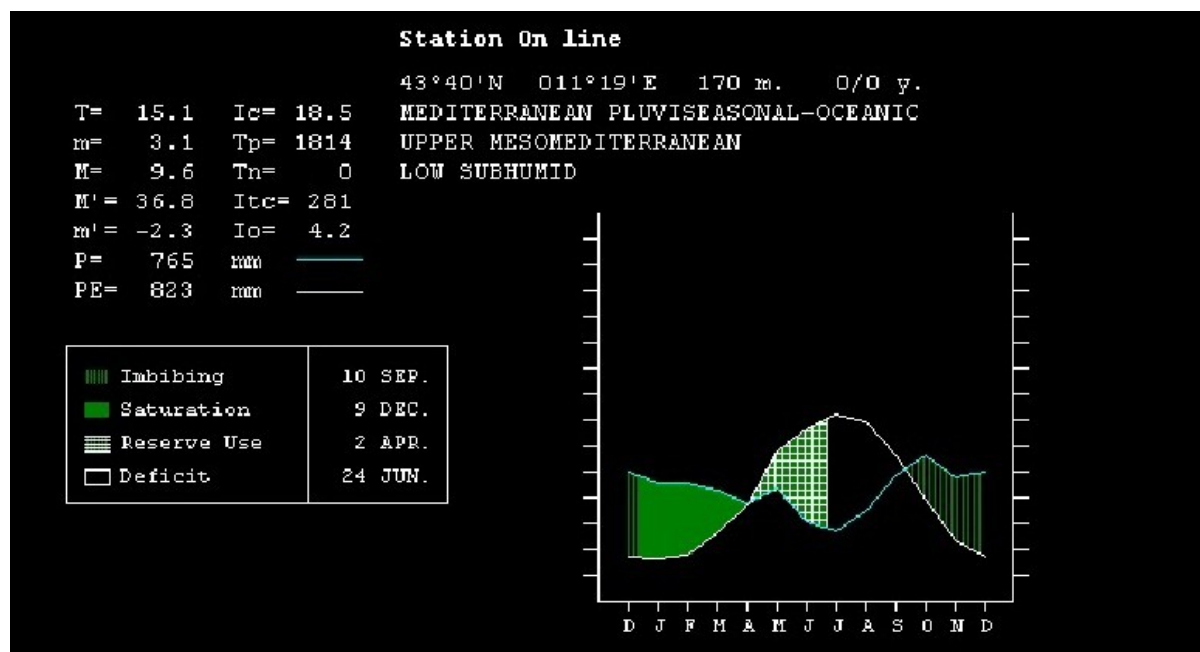 Station On line
43°40'N 011°19'E 170 m. 0/0 y.
MEDITERRANEAN PLUVISEASONAL-OCEANIC
UPPER MESOMEDITERRANEAN
LOW SUBHUMID
T= 15.1 Ic= 18.5
m= 3.1 Tp= 1814
M= 9.6 Tn= 0
M'= 36.8 Itc= 281
m'= -2.3 Io= 4.2
P= 765 mm
PE= 823 mm
Imbibing 10 SEP.
Saturation 9 DEC.
Reserve Use 2 APR.
Deficit 24 JUN.
D J F M A M J J A S O N D